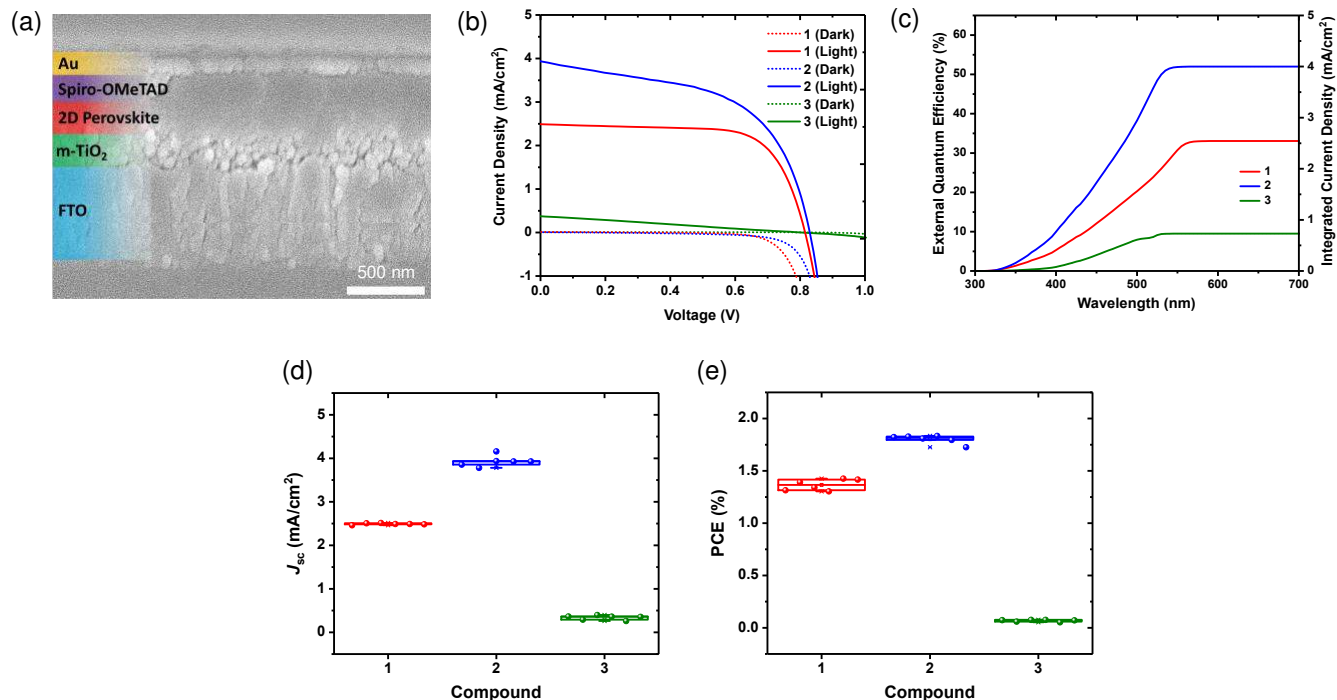 (a)
Au
Spiro-OMeTAD
2D Perovskite
m-TiO₂
FTO
500 nm
(b)
Current Density (mA/cm²)
5
4
3
2
1
0
-1
0.0 0.2 0.4 0.6 0.8 1.0
Voltage (V)
1 (Dark)
1 (Light)
2 (Dark)
2 (Light)
3 (Dark)
3 (Light)
(c)
External Quantum Efficiency (%)
60
50
40
30
20
10
0
300 400 500 600 700
Wavelength (nm)
1
2
3
5
4
3
2
1
0
Integrated Current Density (mA/cm²)
(d)
Jsc (mA/cm²)
5
4
3
2
1
0
1 2 3
Compound
(e)
PCE (%)
2.0
1.5
1.0
0.5
0.0
1 2 3
Compound